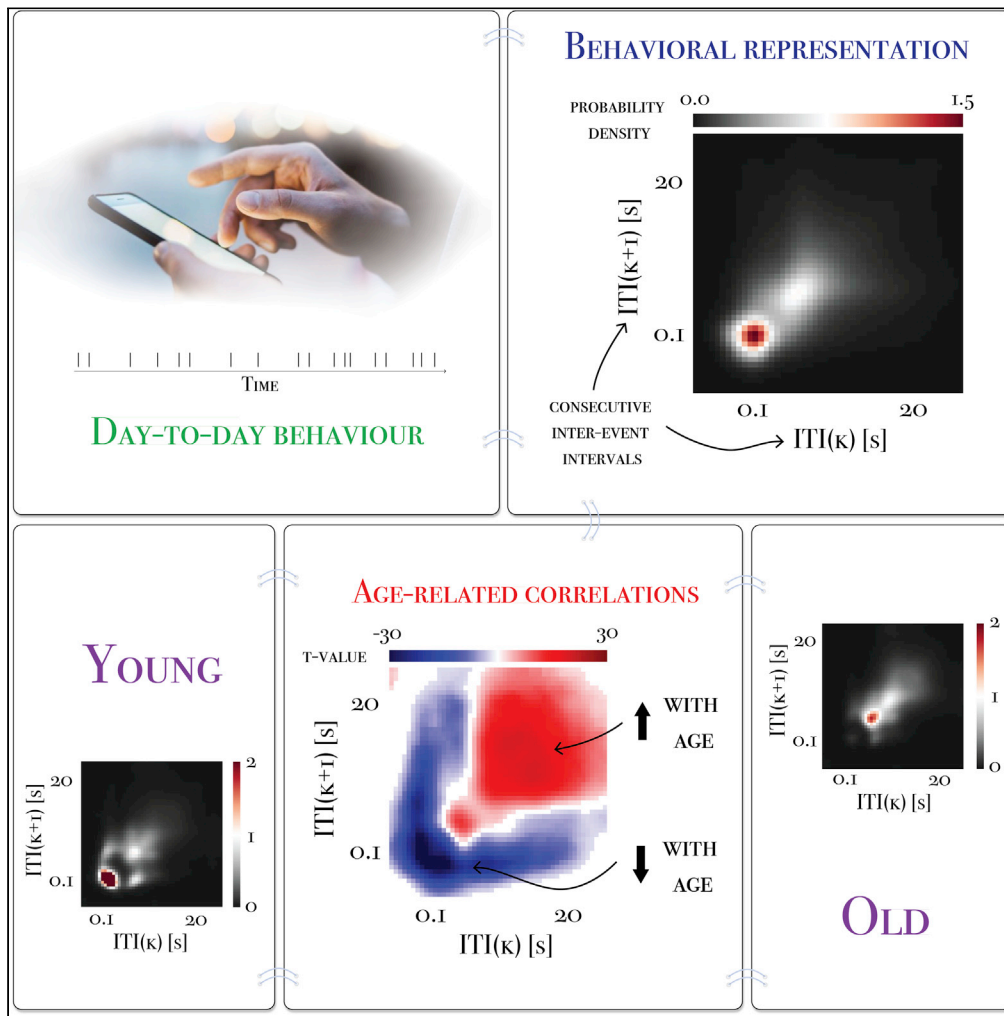 Behavioral representation
probability
density
0.0
1.5
20
0.1
ITI(κ+1) [s]
0.1
20
ITI(κ) [s]
consecutive
inter-event
intervals
Time
Day-to-day behaviour
Young
2
1
0
20
0.1
ITI(κ+1) [s]
0.1
20
ITI(κ) [s]
Age-related correlations
-30
30
t-value
20
0.1
ITI(κ+1) [s]
0.1
20
ITI(κ) [s]
with
age
with
age
2
1
0
20
0.1
ITI(κ+1) [s]
0.1
20
ITI(κ) [s]
Old